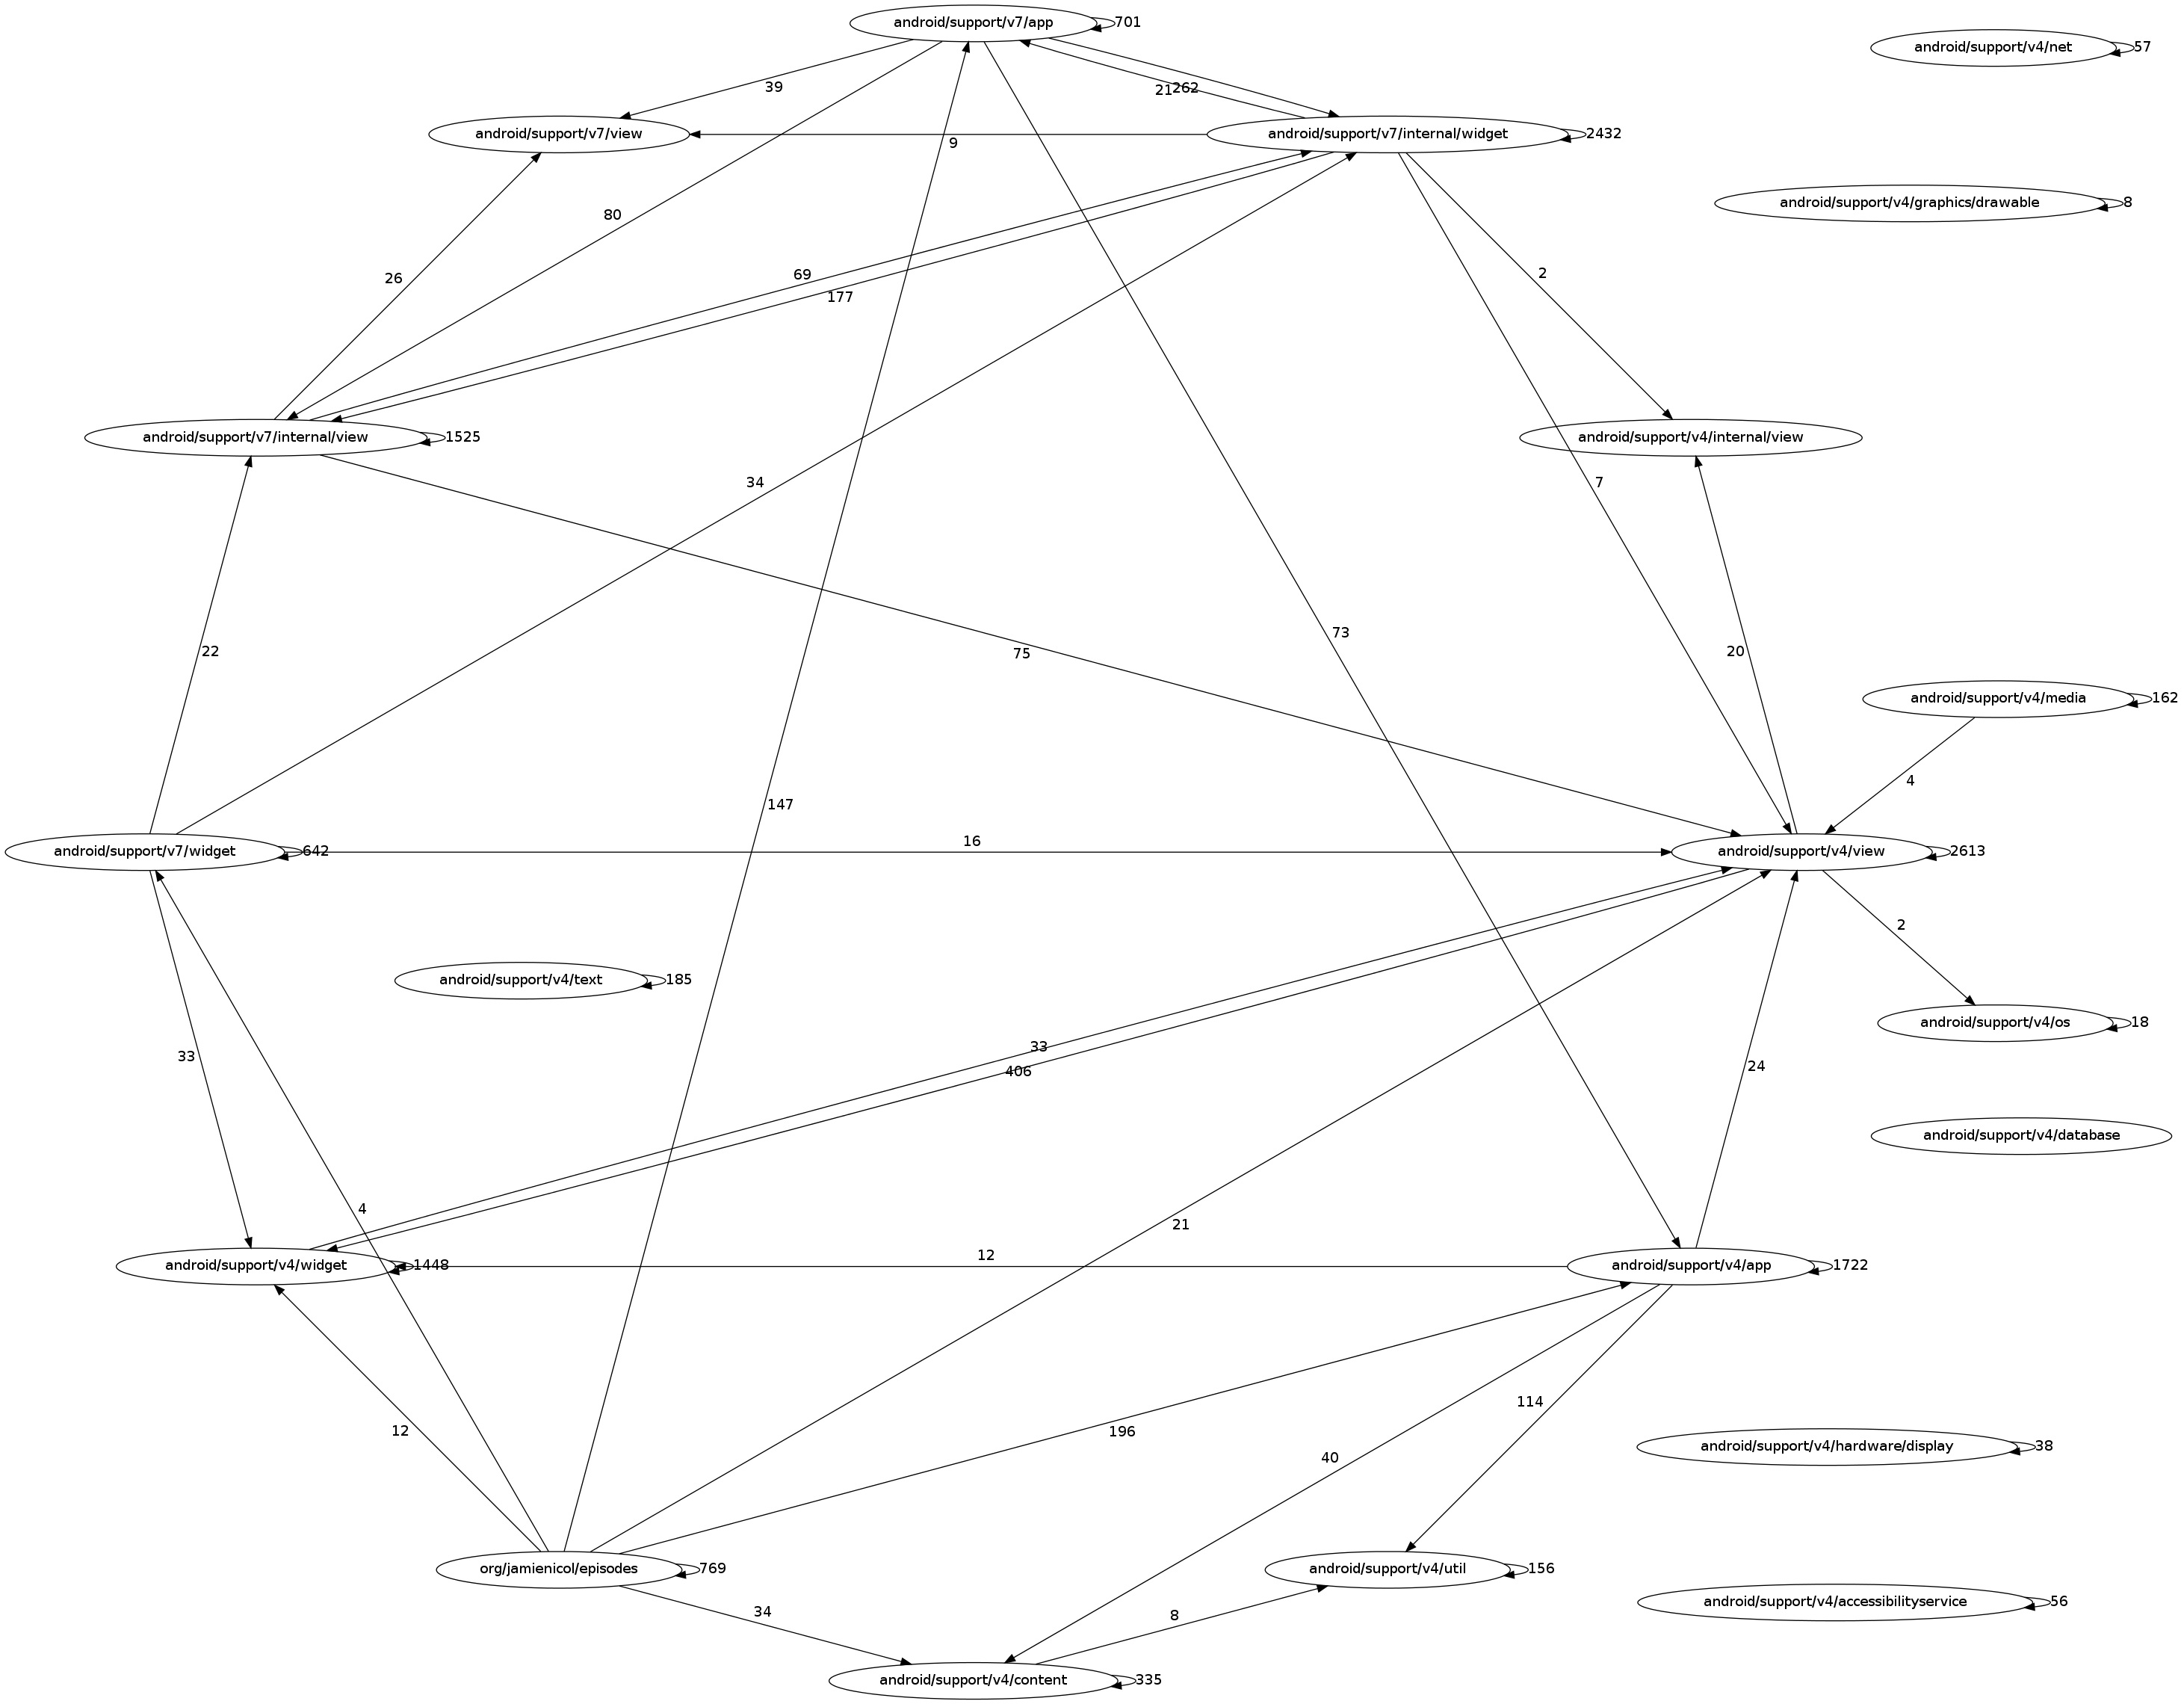 android/support/v7/app
701
android/support/v4/net
57
39
21
262
android/support/v7/view
9
android/support/v7/internal/widget
2432
android/support/v4/graphics/drawable
8
80
26
69
177
2
android/support/v7/internal/view
1525
android/support/v4/internal/view
34
7
73
22
75
20
android/support/v4/media
162
4
147
android/support/v7/widget
642
16
android/support/v4/view
2613
2
android/support/v4/text
185
android/support/v4/os
18
33
33
406
24
android/support/v4/database
4
21
12
android/support/v4/widget
1448
android/support/v4/app
1722
114
12
196
40
android/support/v4/hardware/display
38
org/jamienicol/episodes
769
android/support/v4/util
156
android/support/v4/accessibilityservice
56
34
8
android/support/v4/content
335